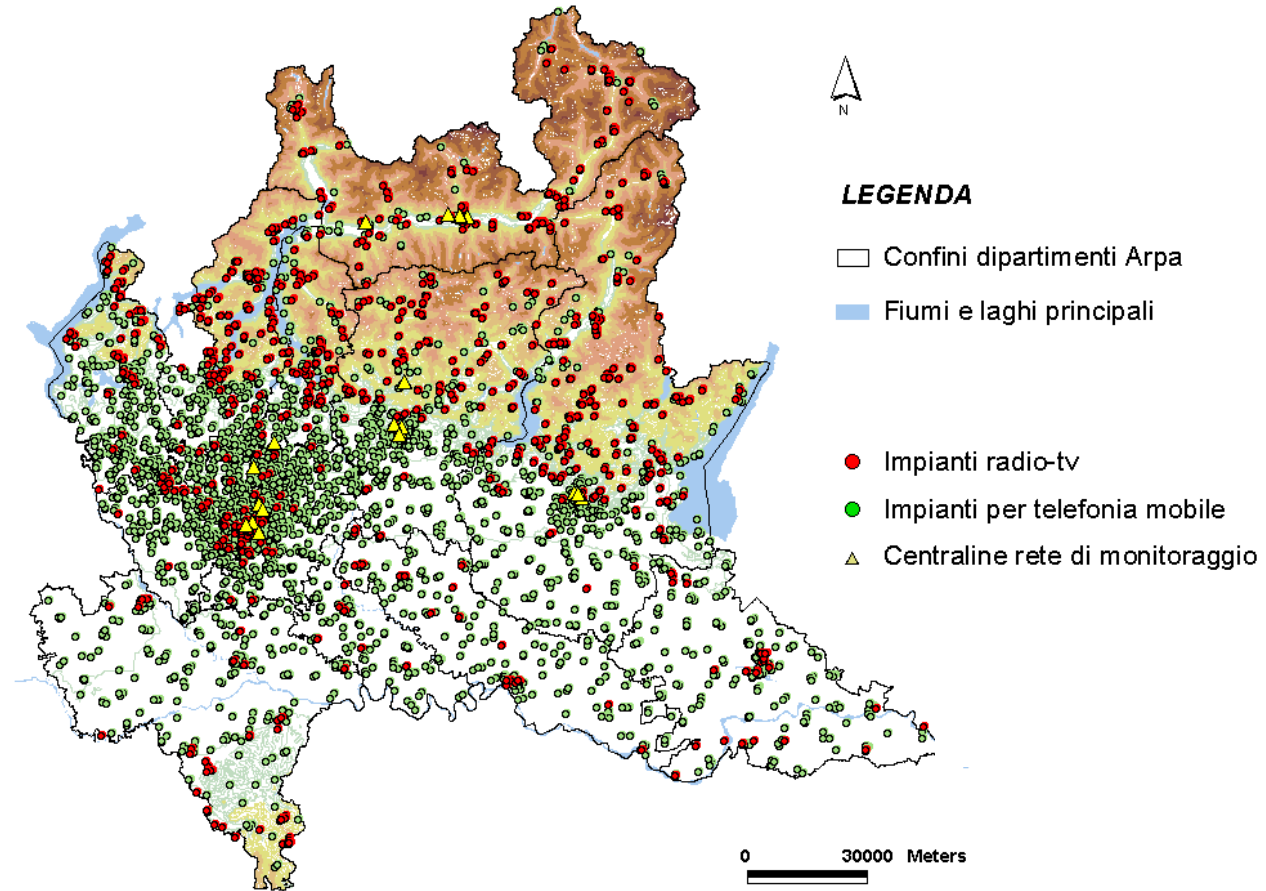 N
LEGENDA
Confini dipartimenti Arpa
Fiumi e laghi principali
Impianti radio-tv
Impianti per telefonia mobile
Centraline rete di monitoraggio
0 30000 Meters